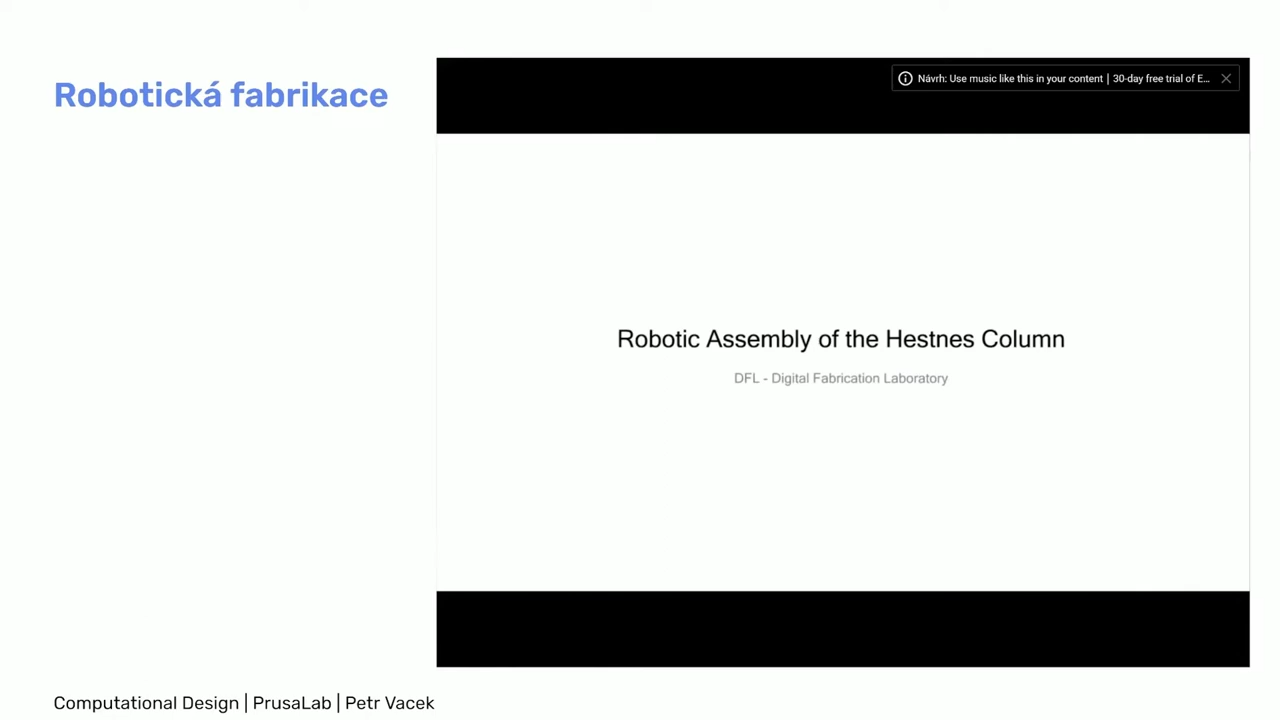 Robotická fabrikace
Návrh: Use music like this in your content | 30-day free trial of E...
Robotic Assembly of the Hestnes Column
DFL - Digital Fabrication Laboratory
Computational Design | PrusaLab | Petr Vacek